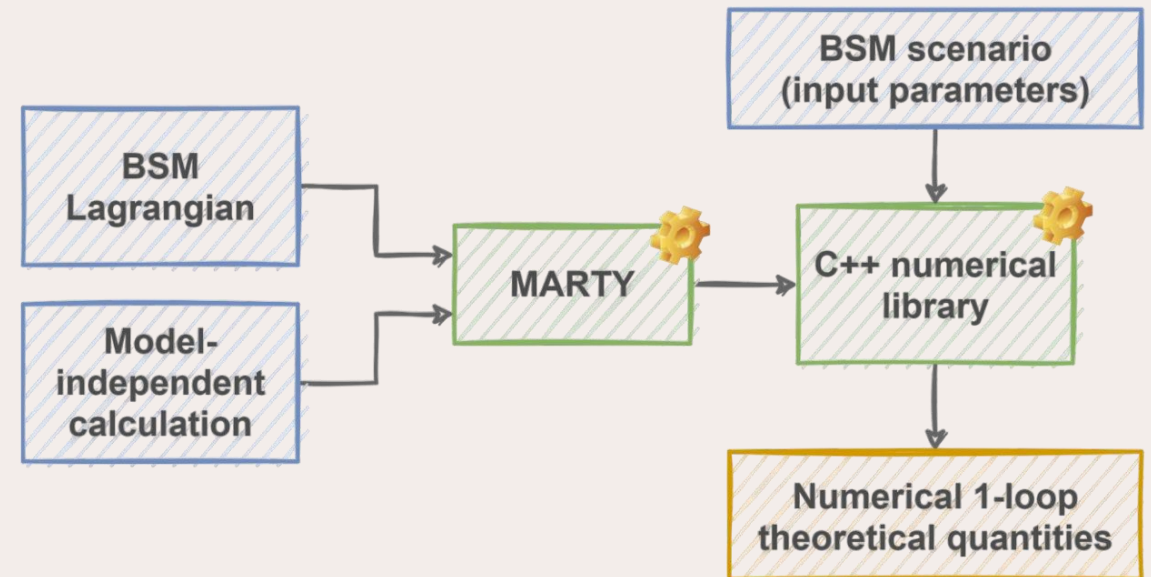 BSM scenario
(input parameters)
BSM
Lagrangian
Model-
independent
calculation
MARTY
C++ numerical
library
Numerical 1-loop
theoretical quantities